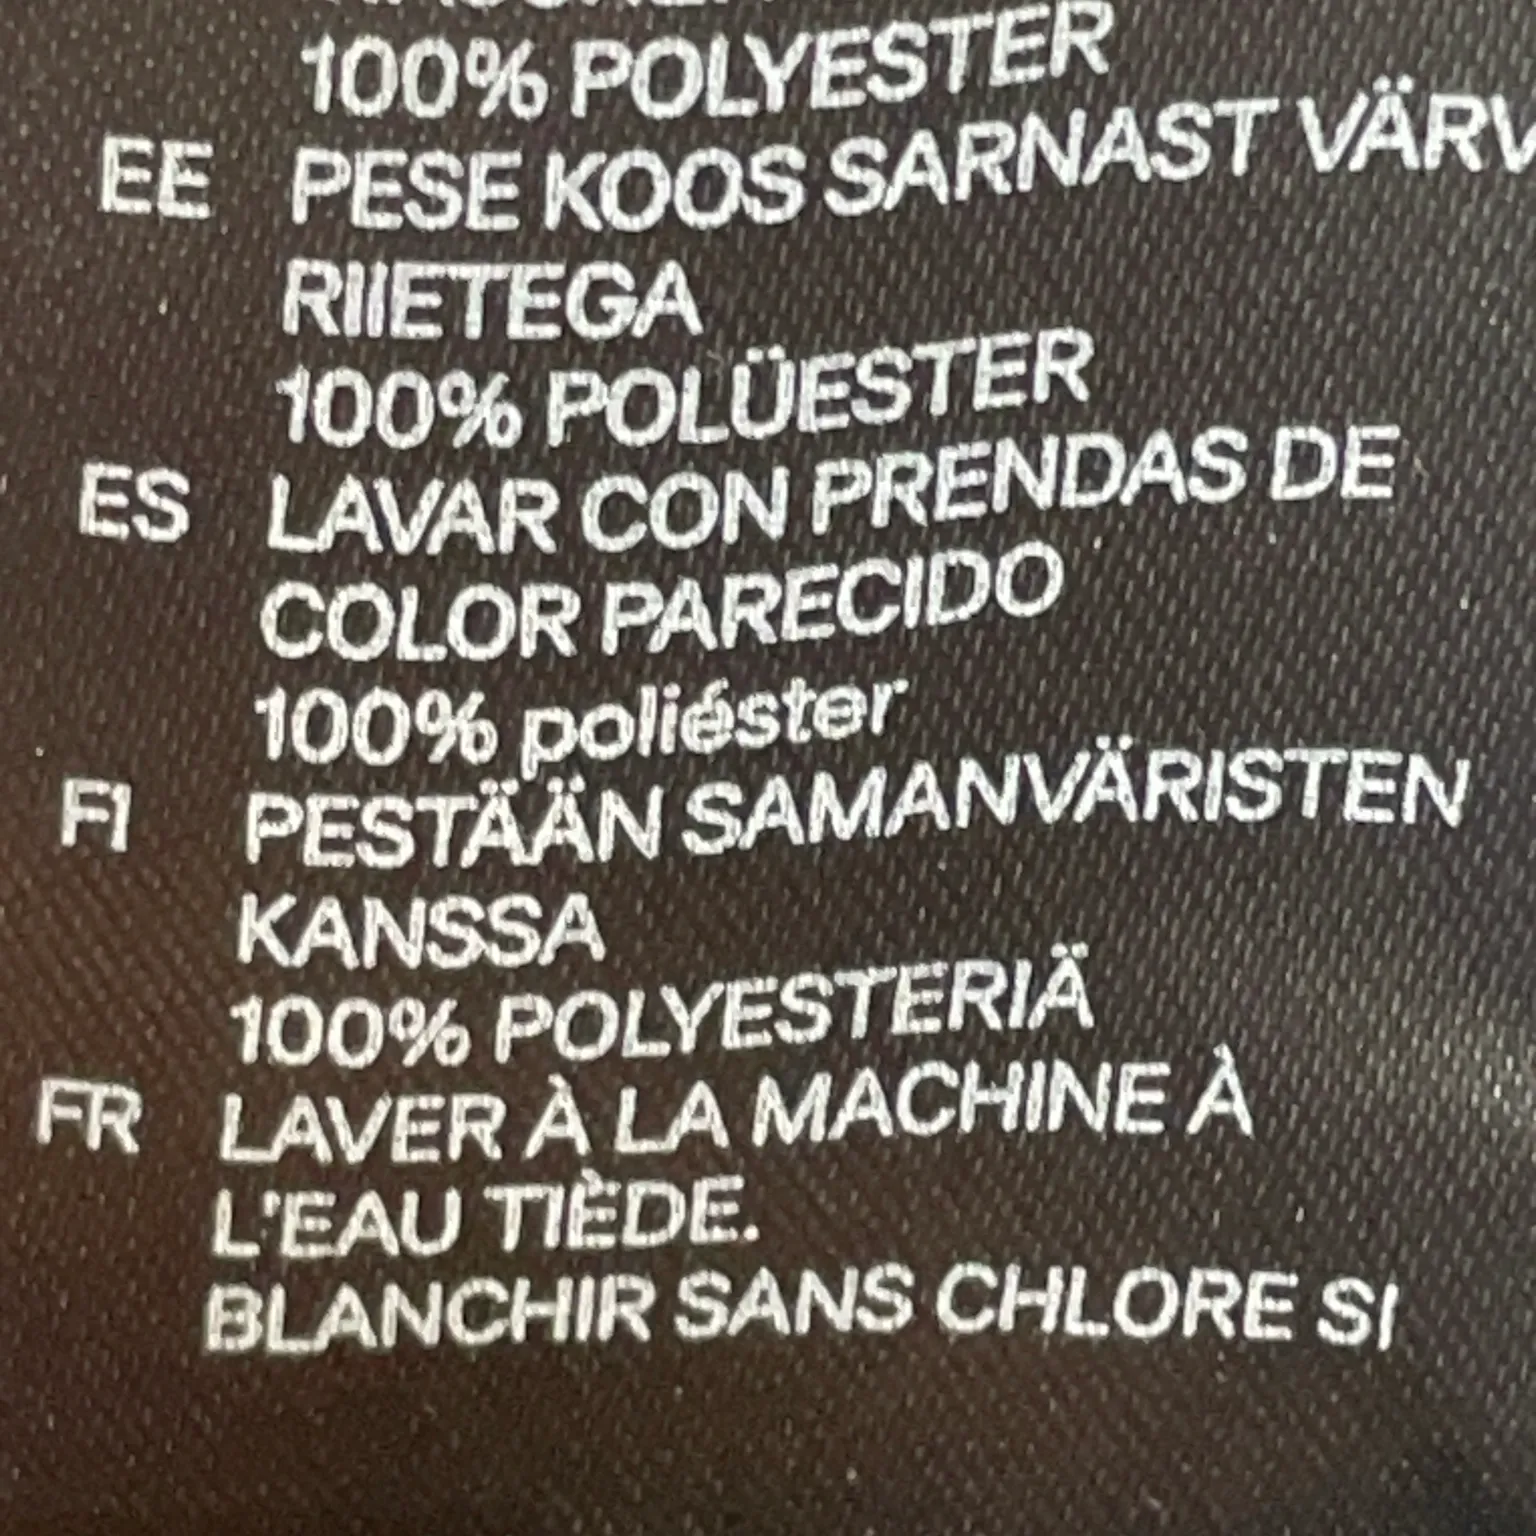 100% POLYESTER
EE PESE KOOS SARNAST VÄRV
RIIETEGA
100% POLÜESTER
ES LAVAR CON PRENDAS DE
COLOR PARECIDO
100% poliéster
FI PESTÄÄN SAMANVÄRISTEN
KANSSA
100% POLYESTERIÄ
FR LAVER À LA MACHINE À
L'EAU TIÈDE.
BLANCHIR SANS CHLORE SI